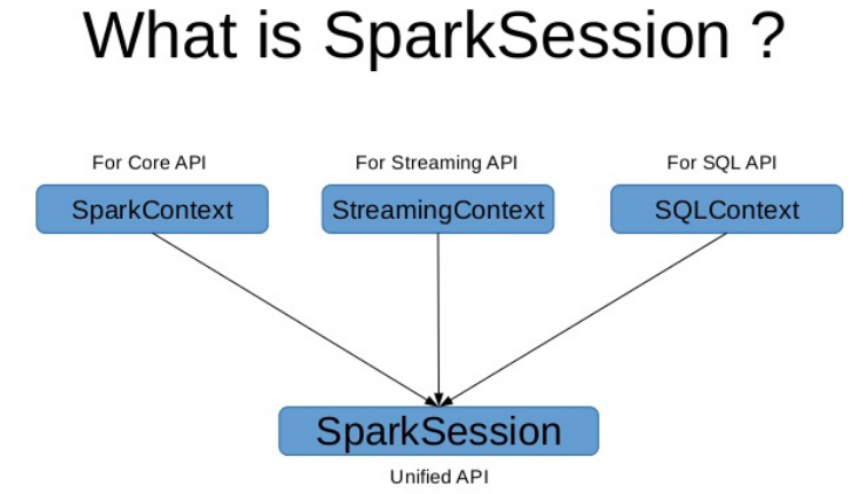 What is SparkSession ?
For Core API
For Streaming API
For SQL API
SparkContext
StreamingContext
SQLContext
SparkSession
Unified API